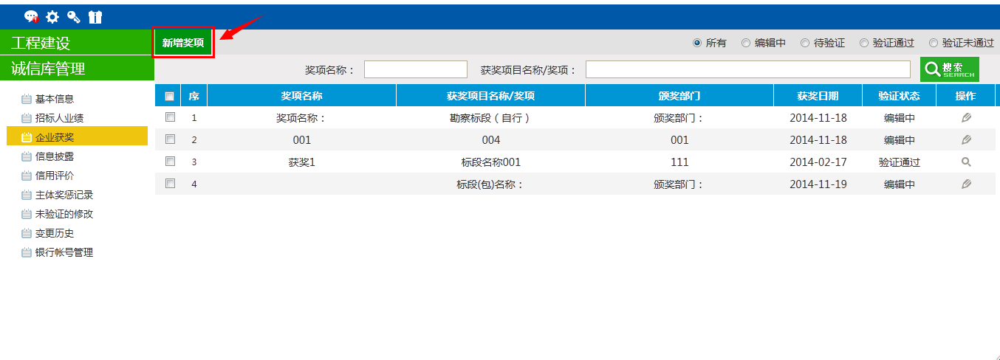 工程建设
新增奖项
所有 编辑中 待验证 验证通过 验证未通过
诚信库管理
奖项名称： 获奖项目名称/奖项： 搜索 SEARCH
基本信息
招标人业绩
企业获奖
信息披露
信用评价
主体奖惩记录
未验证的修改
变更历史
银行帐号管理
序 奖项名称 获奖项目名称/奖项 颁奖部门 获奖日期 验证状态 操作
1 奖项名称： 勘察标段（自行） 颁奖部门： 2014-11-18 编辑中
2 001 004 001 2014-11-18 编辑中
3 获奖1 标段名称001 111 2014-02-17 验证通过
4 标段(包)名称： 颁奖部门： 2014-11-19 编辑中